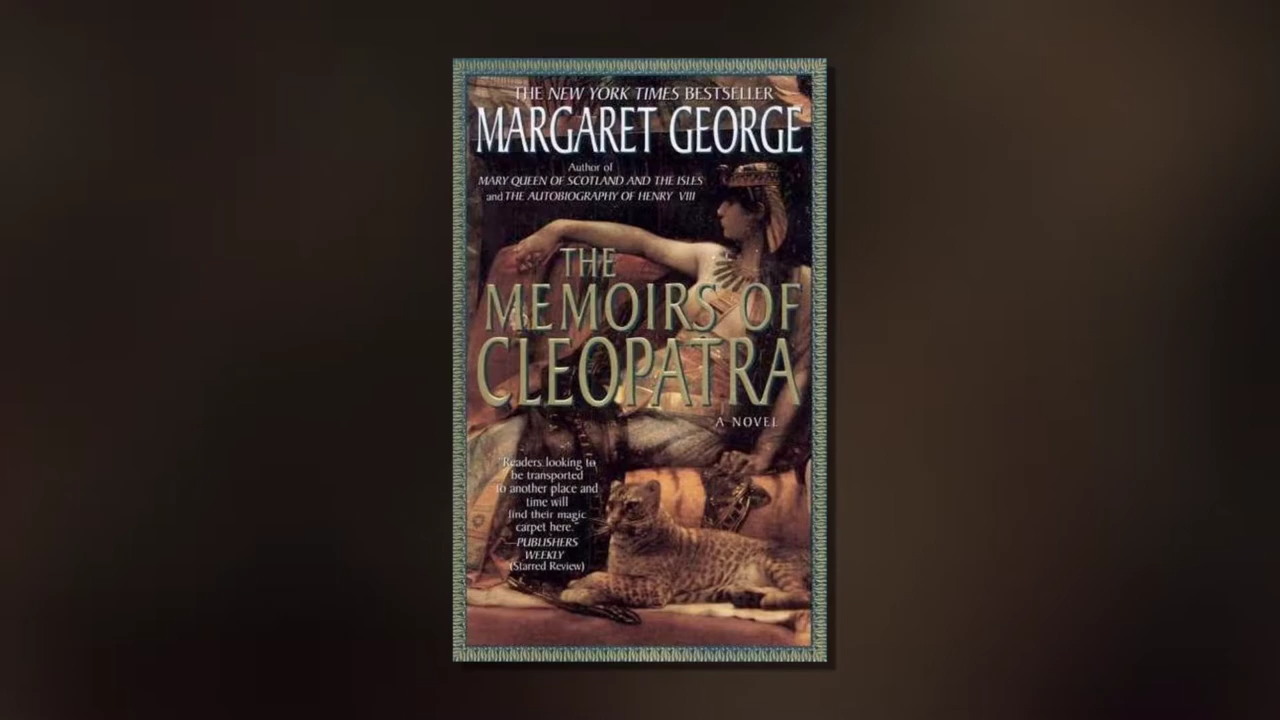 THE NEW YORK TIMES BESTSELLER
MARGARET GEORGE
Author of
MARY QUEEN OF SCOTLAND AND THE ISLES
and THE AUTOBIOGRAPHY OF HENRY VIII
THE
MEMOIRS OF
CLEOPATRA
A NOVEL
"Readers looking to
be transported
to another place and
time will
find their magic
carpet here."
—PUBLISHERS
WEEKLY
(Starred Review)